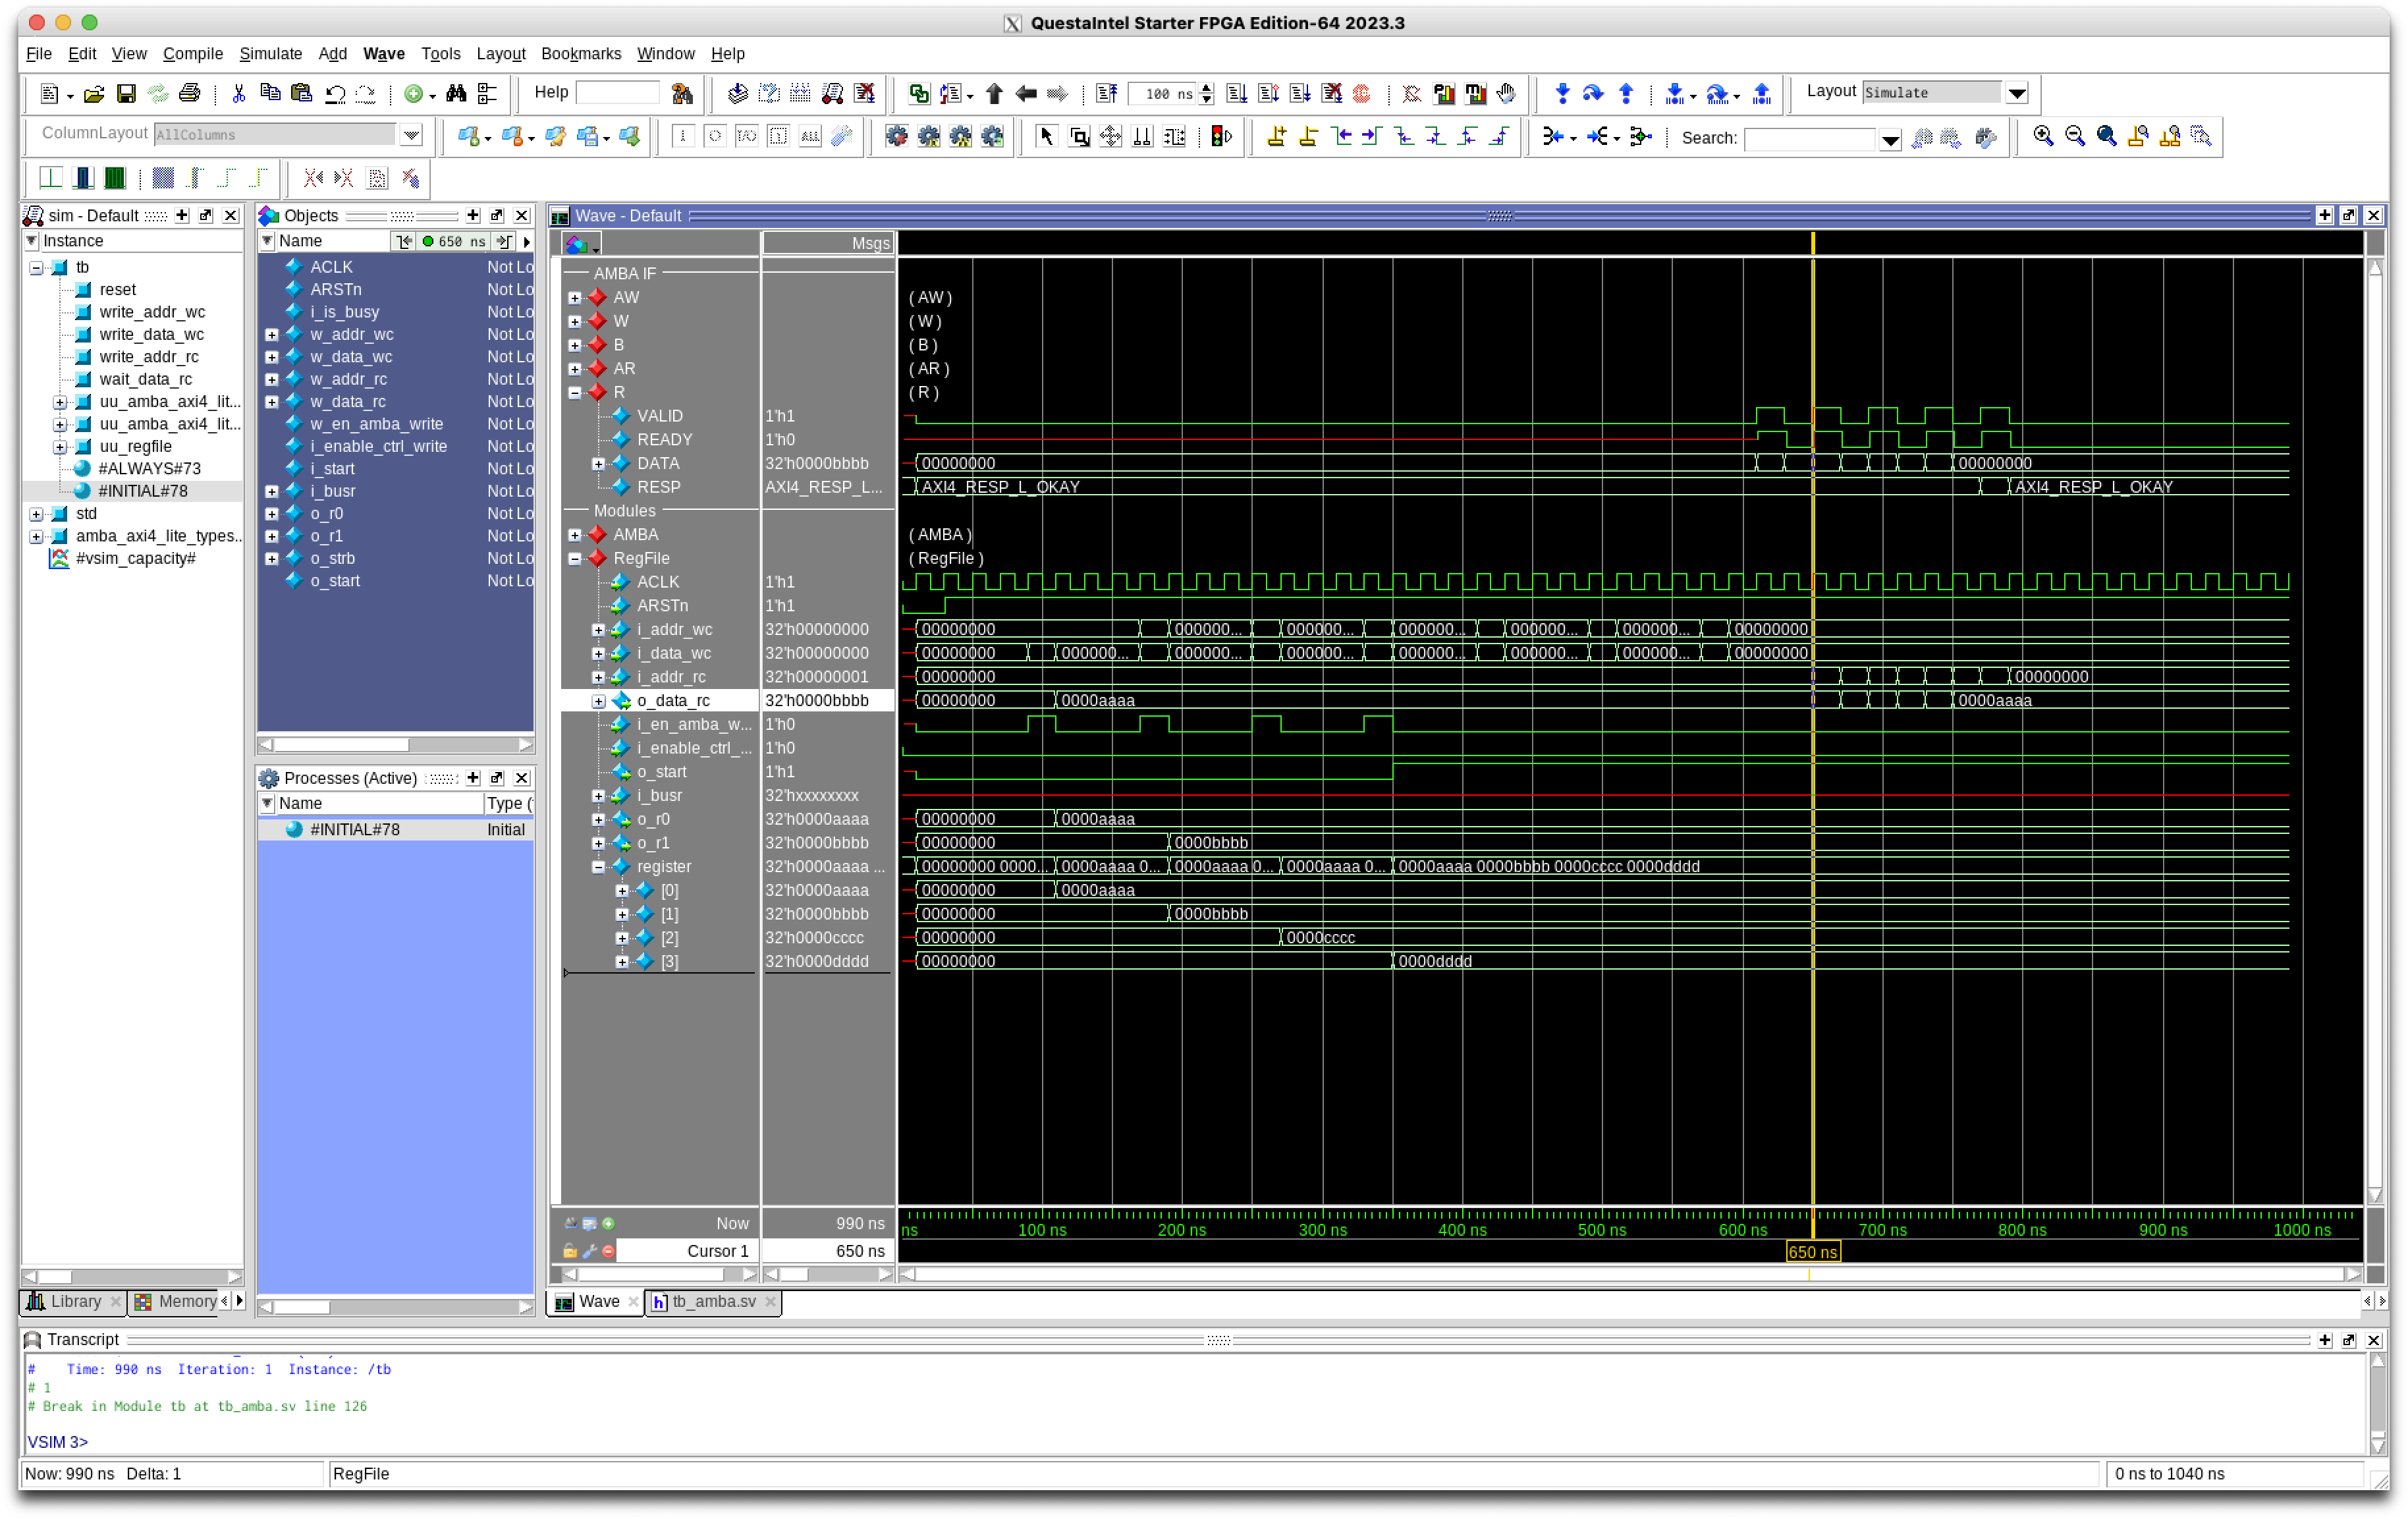 QuestaIntel Starter FPGA Edition-64 2023.3
File Edit View Compile Simulate Add Wave Tools Layout Bookmarks Window Help
Help 100 ns Layout Simulate
ColumnLayout AllColumns Search:
sim - Default
Instance
tb
reset
write_addr_wc
write_data_wc
write_addr_rc
wait_data_rc
uu_amba_axi4_lit...
uu_amba_axi4_lit...
uu_regfile
#ALWAYS#73
#INITIAL#78
std
amba_axi4_lite_types..
#vsim_capacity#
Library Memory
Objects
Name 650 ns
ACLK Not Lo
ARSTn Not Lo
i_is_busy Not Lo
w_addr_wc Not Lo
w_data_wc Not Lo
w_addr_rc Not Lo
w_data_rc Not Lo
w_en_amba_write Not Lo
i_enable_ctrl_write Not Lo
i_start Not Lo
i_busr Not Lo
o_r0 Not Lo
o_r1 Not Lo
o_strb Not Lo
o_start Not Lo
Processes (Active)
Name Type (
#INITIAL#78 Initial
Wave - Default
Msgs
AMBA IF
AW ( AW )
W ( W )
B ( B )
AR ( AR )
R ( R )
VALID 1'h1
READY 1'h0
DATA 32'h0000bbbb 00000000 00000000
RESP AXI4_RESP_L... AXI4_RESP_L_OKAY AXI4_RESP_L_OKAY
Modules
AMBA ( AMBA )
RegFile ( RegFile )
ACLK 1'h1
ARSTn 1'h1
i_addr_wc 32'h00000000 00000000 000000... 000000... 000000... 000000... 000000... 00000000
i_data_wc 32'h00000000 00000000 000000... 000000... 000000... 000000... 000000... 000000... 00000000
i_addr_rc 32'h00000001 00000000 00000000
o_data_rc 32'h0000bbbb 00000000 0000aaaa 0000aaaa
i_en_amba_w... 1'h0
i_enable_ctrl_... 1'h0
o_start 1'h1
i_busr 32'hxxxxxxxx
o_r0 32'h0000aaaa 00000000 0000aaaa
o_r1 32'h0000bbbb 00000000 0000bbbb
register 32'h0000aaaa ... 00000000 0000... 0000aaaa 0... 0000aaaa 0... 0000aaaa 0... 0000aaaa 0000bbbb 0000cccc 0000dddd
[0] 32'h0000aaaa 00000000 0000aaaa
[1] 32'h0000bbbb 00000000 0000bbbb
[2] 32'h0000cccc 00000000 0000cccc
[3] 32'h0000dddd 00000000 0000dddd
Now 990 ns ns 100 ns 200 ns 300 ns 400 ns 500 ns 600 ns 700 ns 800 ns 900 ns 1000 ns
Cursor 1 650 ns 650 ns
Wave tb_amba.sv
Transcript
# Time: 990 ns Iteration: 1 Instance: /tb
# 1
# Break in Module tb at tb_amba.sv line 126
VSIM 3>
Now: 990 ns Delta: 1 RegFile 0 ns to 1040 ns